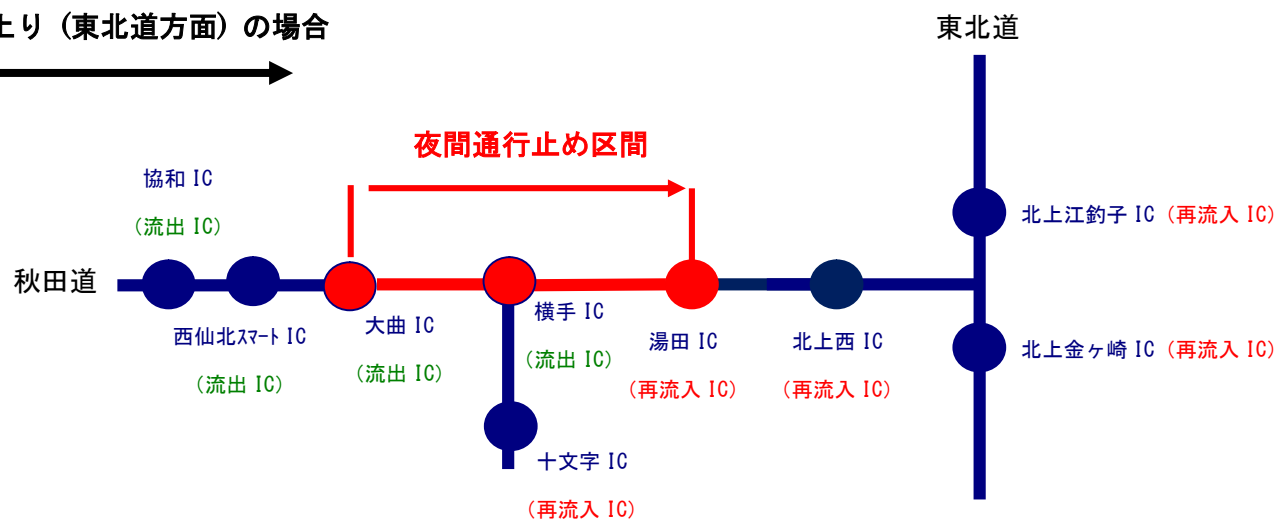 上り (東北道方面) の場合
東北道
夜間通行止め区間
協和 IC
(流出 IC)
北上江釣子 IC (再流入 IC)
秋田道
西仙北スマート IC
(流出 IC)
大曲 IC
(流出 IC)
横手 IC
(流出 IC)
湯田 IC
(再流入 IC)
北上西 IC
(再流入 IC)
北上金ヶ崎 IC (再流入 IC)
十文字 IC
(再流入 IC)